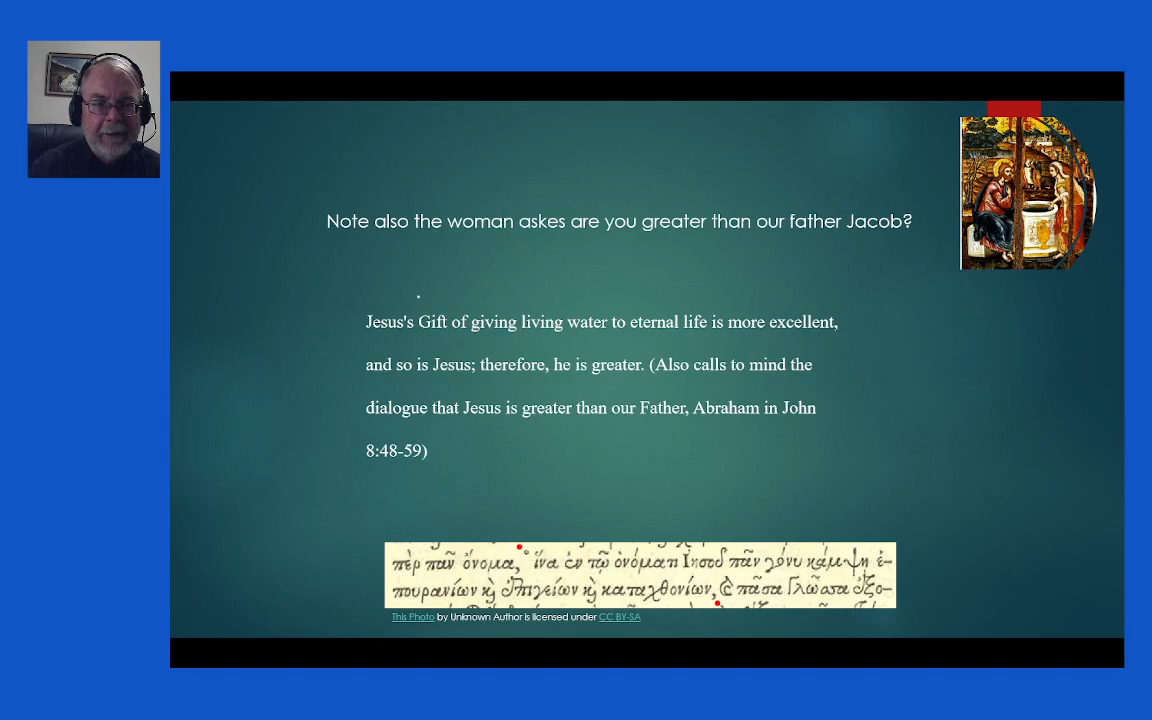 Note also the woman askes are you greater than our father Jacob?
Jesus's Gift of giving living water to eternal life is more excellent,
and so is Jesus; therefore, he is greater. (Also calls to mind the
dialogue that Jesus is greater than our Father, Abraham in John
8:48-59)
πὲρ πᾶν ὄνομα, ἵνα ἐν τῷ ὀνόματι Ἰησοῦ πᾶν γόνυ κάμψῃ ἐ-
πουρανίων καὶ ἐπιγείων καὶ καταχθονίων, καὶ πᾶσα γλῶσσα ἐξο-
This Photo by Unknown Author is licensed under CC BY-SA